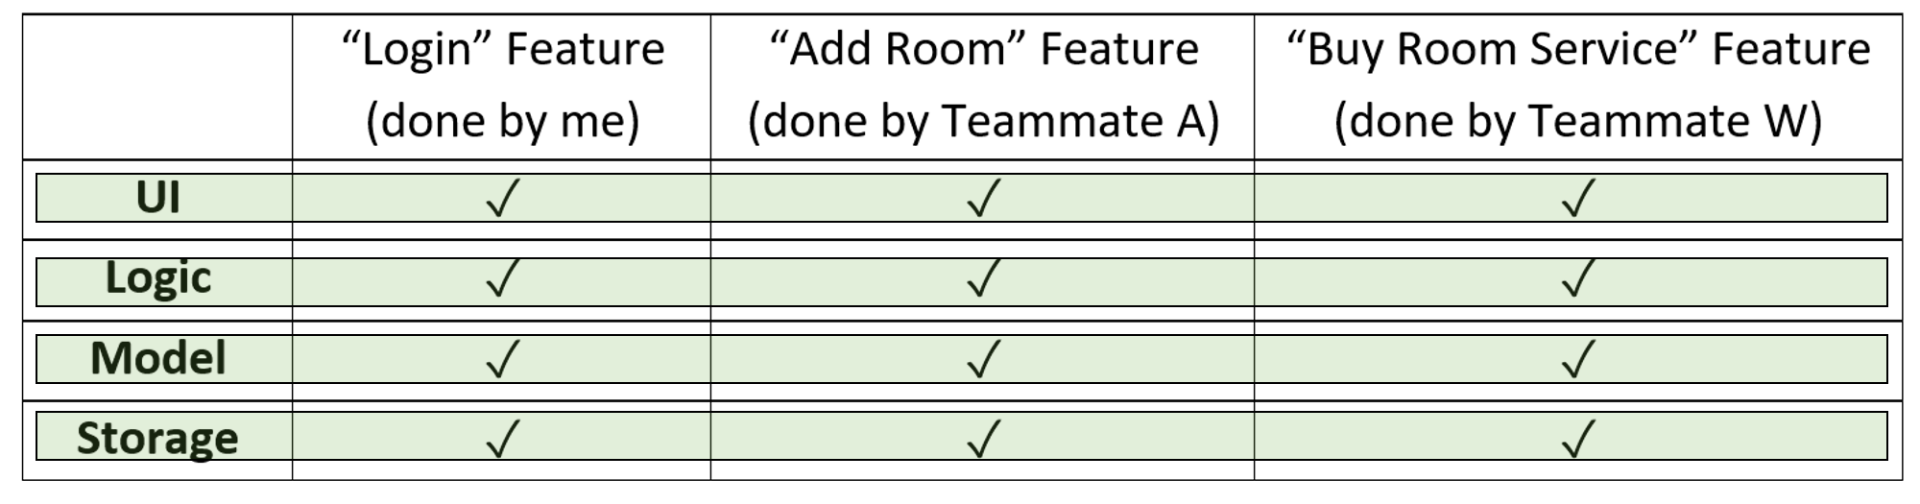 “Login” Feature
(done by me)
“Add Room” Feature
(done by Teammate A)
“Buy Room Service” Feature
(done by Teammate W)
UI ✓ ✓ ✓
Logic ✓ ✓ ✓
Model ✓ ✓ ✓
Storage ✓ ✓ ✓